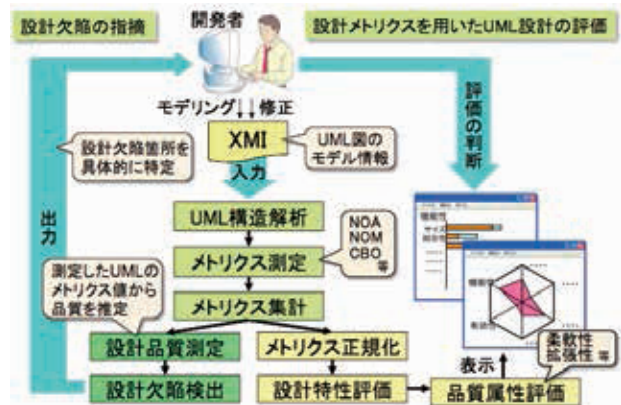 設計欠陥の指摘
開発者
設計メトリクスを用いたUML設計の評価
モデリング
修正
評価の判断
設計欠陥箇所を
具体的に特定
XMI
UML図の
モデル情報
入力
出力
UML構造解析
NOA
NOM
CBO
等
メトリクス測定
測定したUMLの
メトリクス値から
品質を推定
メトリクス集計
設計品質測定
メトリクス正規化
設計欠陥検出
設計特性評価
品質属性評価
表示
柔軟性
拡張性 等
機能性
サイズ